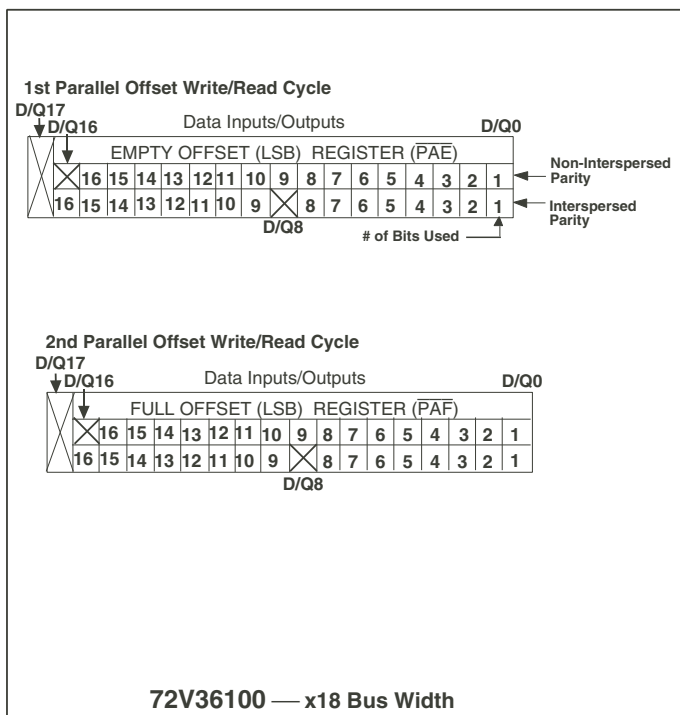 1st Parallel Offset Write/Read Cycle
D/Q17
D/Q16 Data Inputs/Outputs D/Q0
EMPTY OFFSET (LSB) REGISTER (PAE)
16 15 14 13 12 11 10 9 8 7 6 5 4 3 2 1 Non-Interspersed Parity
16 15 14 13 12 11 10 9 8 7 6 5 4 3 2 1 Interspersed Parity
D/Q8
# of Bits Used
2nd Parallel Offset Write/Read Cycle
D/Q17
D/Q16 Data Inputs/Outputs D/Q0
FULL OFFSET (LSB) REGISTER (PAF)
16 15 14 13 12 11 10 9 8 7 6 5 4 3 2 1
16 15 14 13 12 11 10 9 8 7 6 5 4 3 2 1
D/Q8
72V36100 — x18 Bus Width